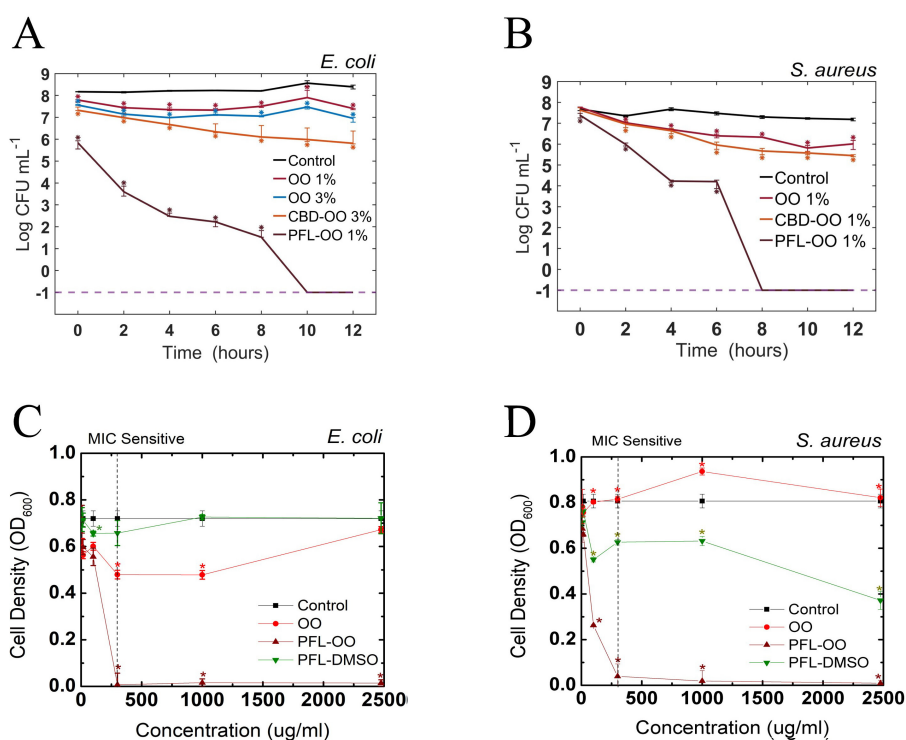 A
E. coli
Log CFU mL⁻¹
9
8
7
6
5
4
3
2
1
0
-1
Control
OO 1%
OO 3%
CBD-OO 3%
PFL-OO 1%
0 2 4 6 8 10 12
Time (hours)
B
S. aureus
Log CFU mL⁻¹
9
8
7
6
5
4
3
2
1
0
-1
Control
OO 1%
CBD-OO 1%
PFL-OO 1%
0 2 4 6 8 10 12
Time (hours)
C
MIC Sensitive
E. coli
Cell Density (OD₆₀₀)
1.0
0.8
0.6
0.4
0.2
0.0
Control
OO
PFL-OO
PFL-DMSO
0 500 1000 1500 2000 2500
Concentration (ug/ml)
D
MIC Sensitive
S. aureus
Cell Density (OD₆₀₀)
1.0
0.8
0.6
0.4
0.2
0.0
Control
OO
PFL-OO
PFL-DMSO
0 500 1000 1500 2000 2500
Concentration (ug/ml)